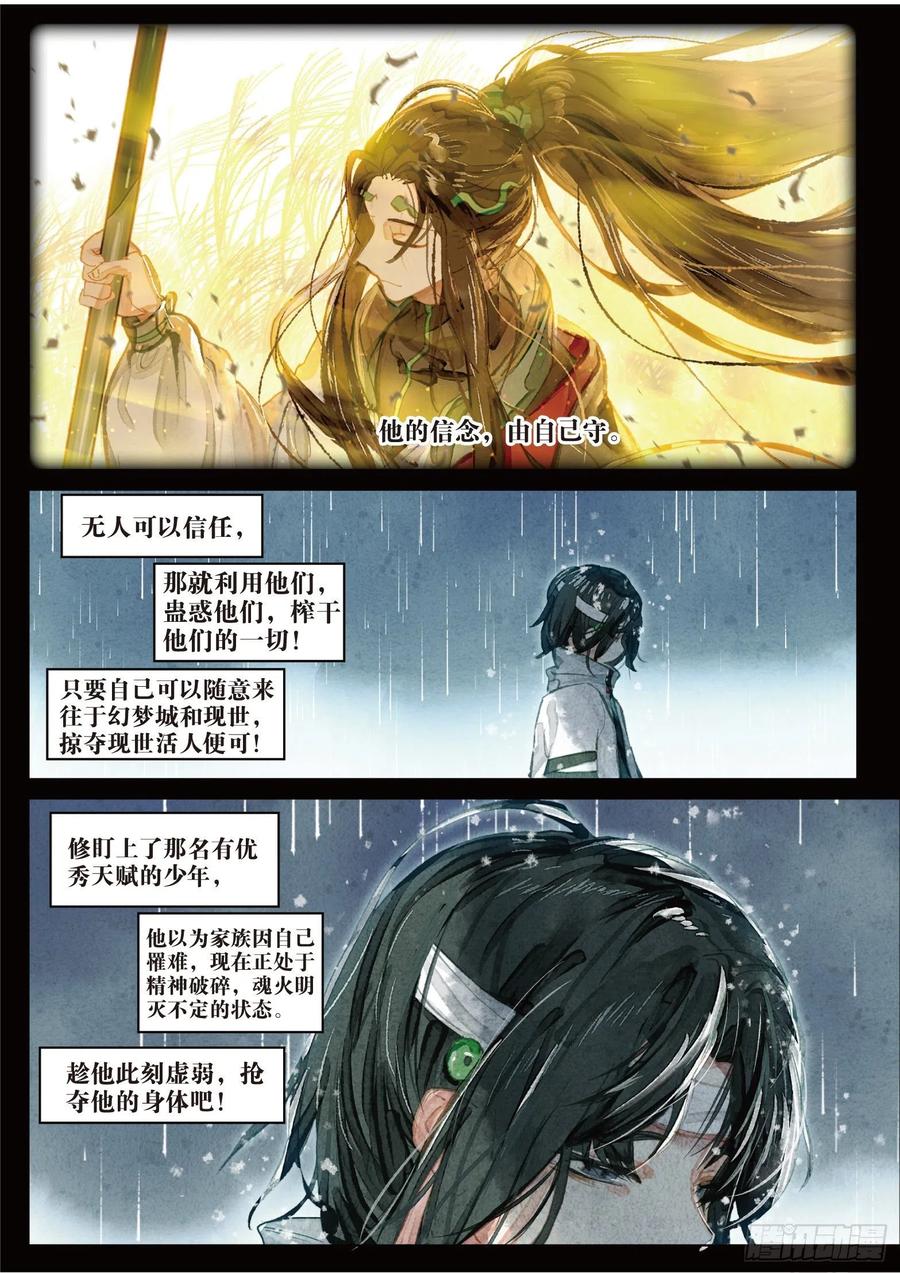 他的信念，由自己守。
无人可以信任，
那就利用他们，
蛊惑他们，榨干
他们的一切！
只要自己可以随意来
往于幻梦城和现世，
掠夺现世活人便可！
修盯上了那名有优
秀天赋的少年，
他以为家族因自己
罹难，现在正处于
精神破碎，魂火明
灭不定的状态。
趁他此刻虚弱，抢
夺他的身体吧！
腾讯动漫